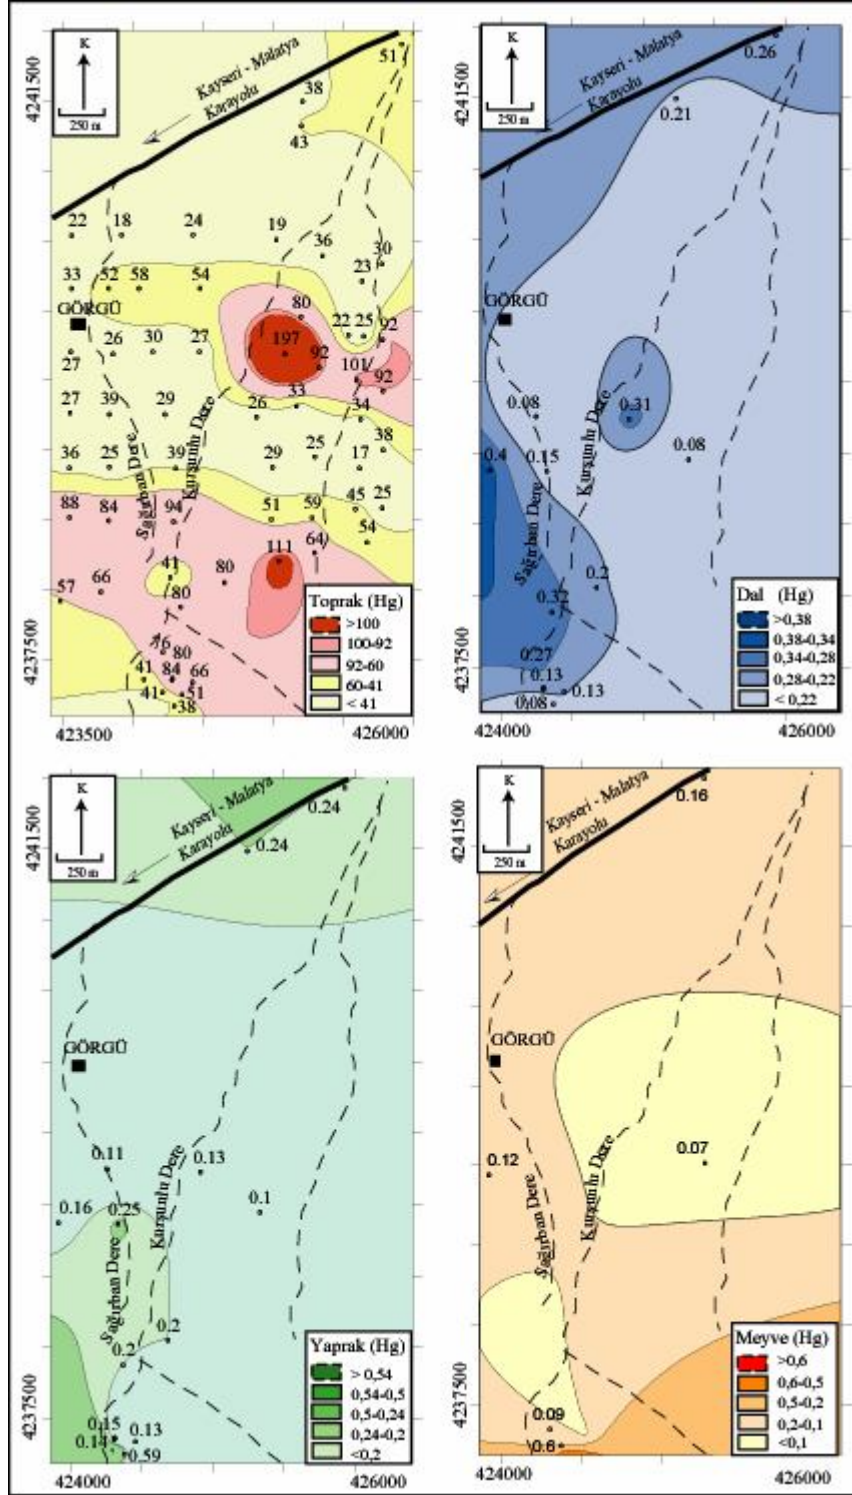 K
250 m
Kayseri - Malatya
Karayolu
4241500
4237500
51
38
43
22 18 24 19
36 30
23
33 52 58 54
GÖRGÜ
80
22 25 92
197
26 30 27
27
92
101
92
27 39 29 26 33 34
Sağırban Dere
Kurşunlu Dere
36 25 39 29 25 17 38
88 84 94 51 59 45 25
54
64
111
41
80
57 66
80
80
41 84 66
41 51
38
Toprak (Hg)
>100
100-92
92-60
60-41
< 41
423500 426000
K
250 m
Kayseri - Malatya
Karayolu
4241500
4237500
0.26
0.21
GÖRGÜ
0.31
0.08
0.4
0.15
0.08
Sağırban Dere
Kurşunlu Dere
0.2
0.32
0.27
0.13
0.13
0.08
Dal (Hg)
>0,38
0,38-0,34
0,34-0,28
0,28-0,22
< 0,22
424000 426000
K
250 m
Kayseri - Malatya
Karayolu
4241500
4237500
0.24
0.24
GÖRGÜ
0.11
0.13
0.16
0.25
0.1
Sağırban Dere
Kurşunlu Dere
0.2
0.2
0.15
0.13
0.14
0.59
Yaprak (Hg)
> 0,54
0,54-0,5
0,5-0,24
0,24-0,2
<0,2
424000 426000
K
250 m
Kayseri - Malatya
Karayolu
4241500
4237500
0.16
GÖRGÜ
0.12
0.07
Sağırban Dere
Kurşunlu Dere
0.09
0.6
Meyve (Hg)
>0,6
0,6-0,5
0,5-0,2
0,2-0,1
<0,1
424000 426000